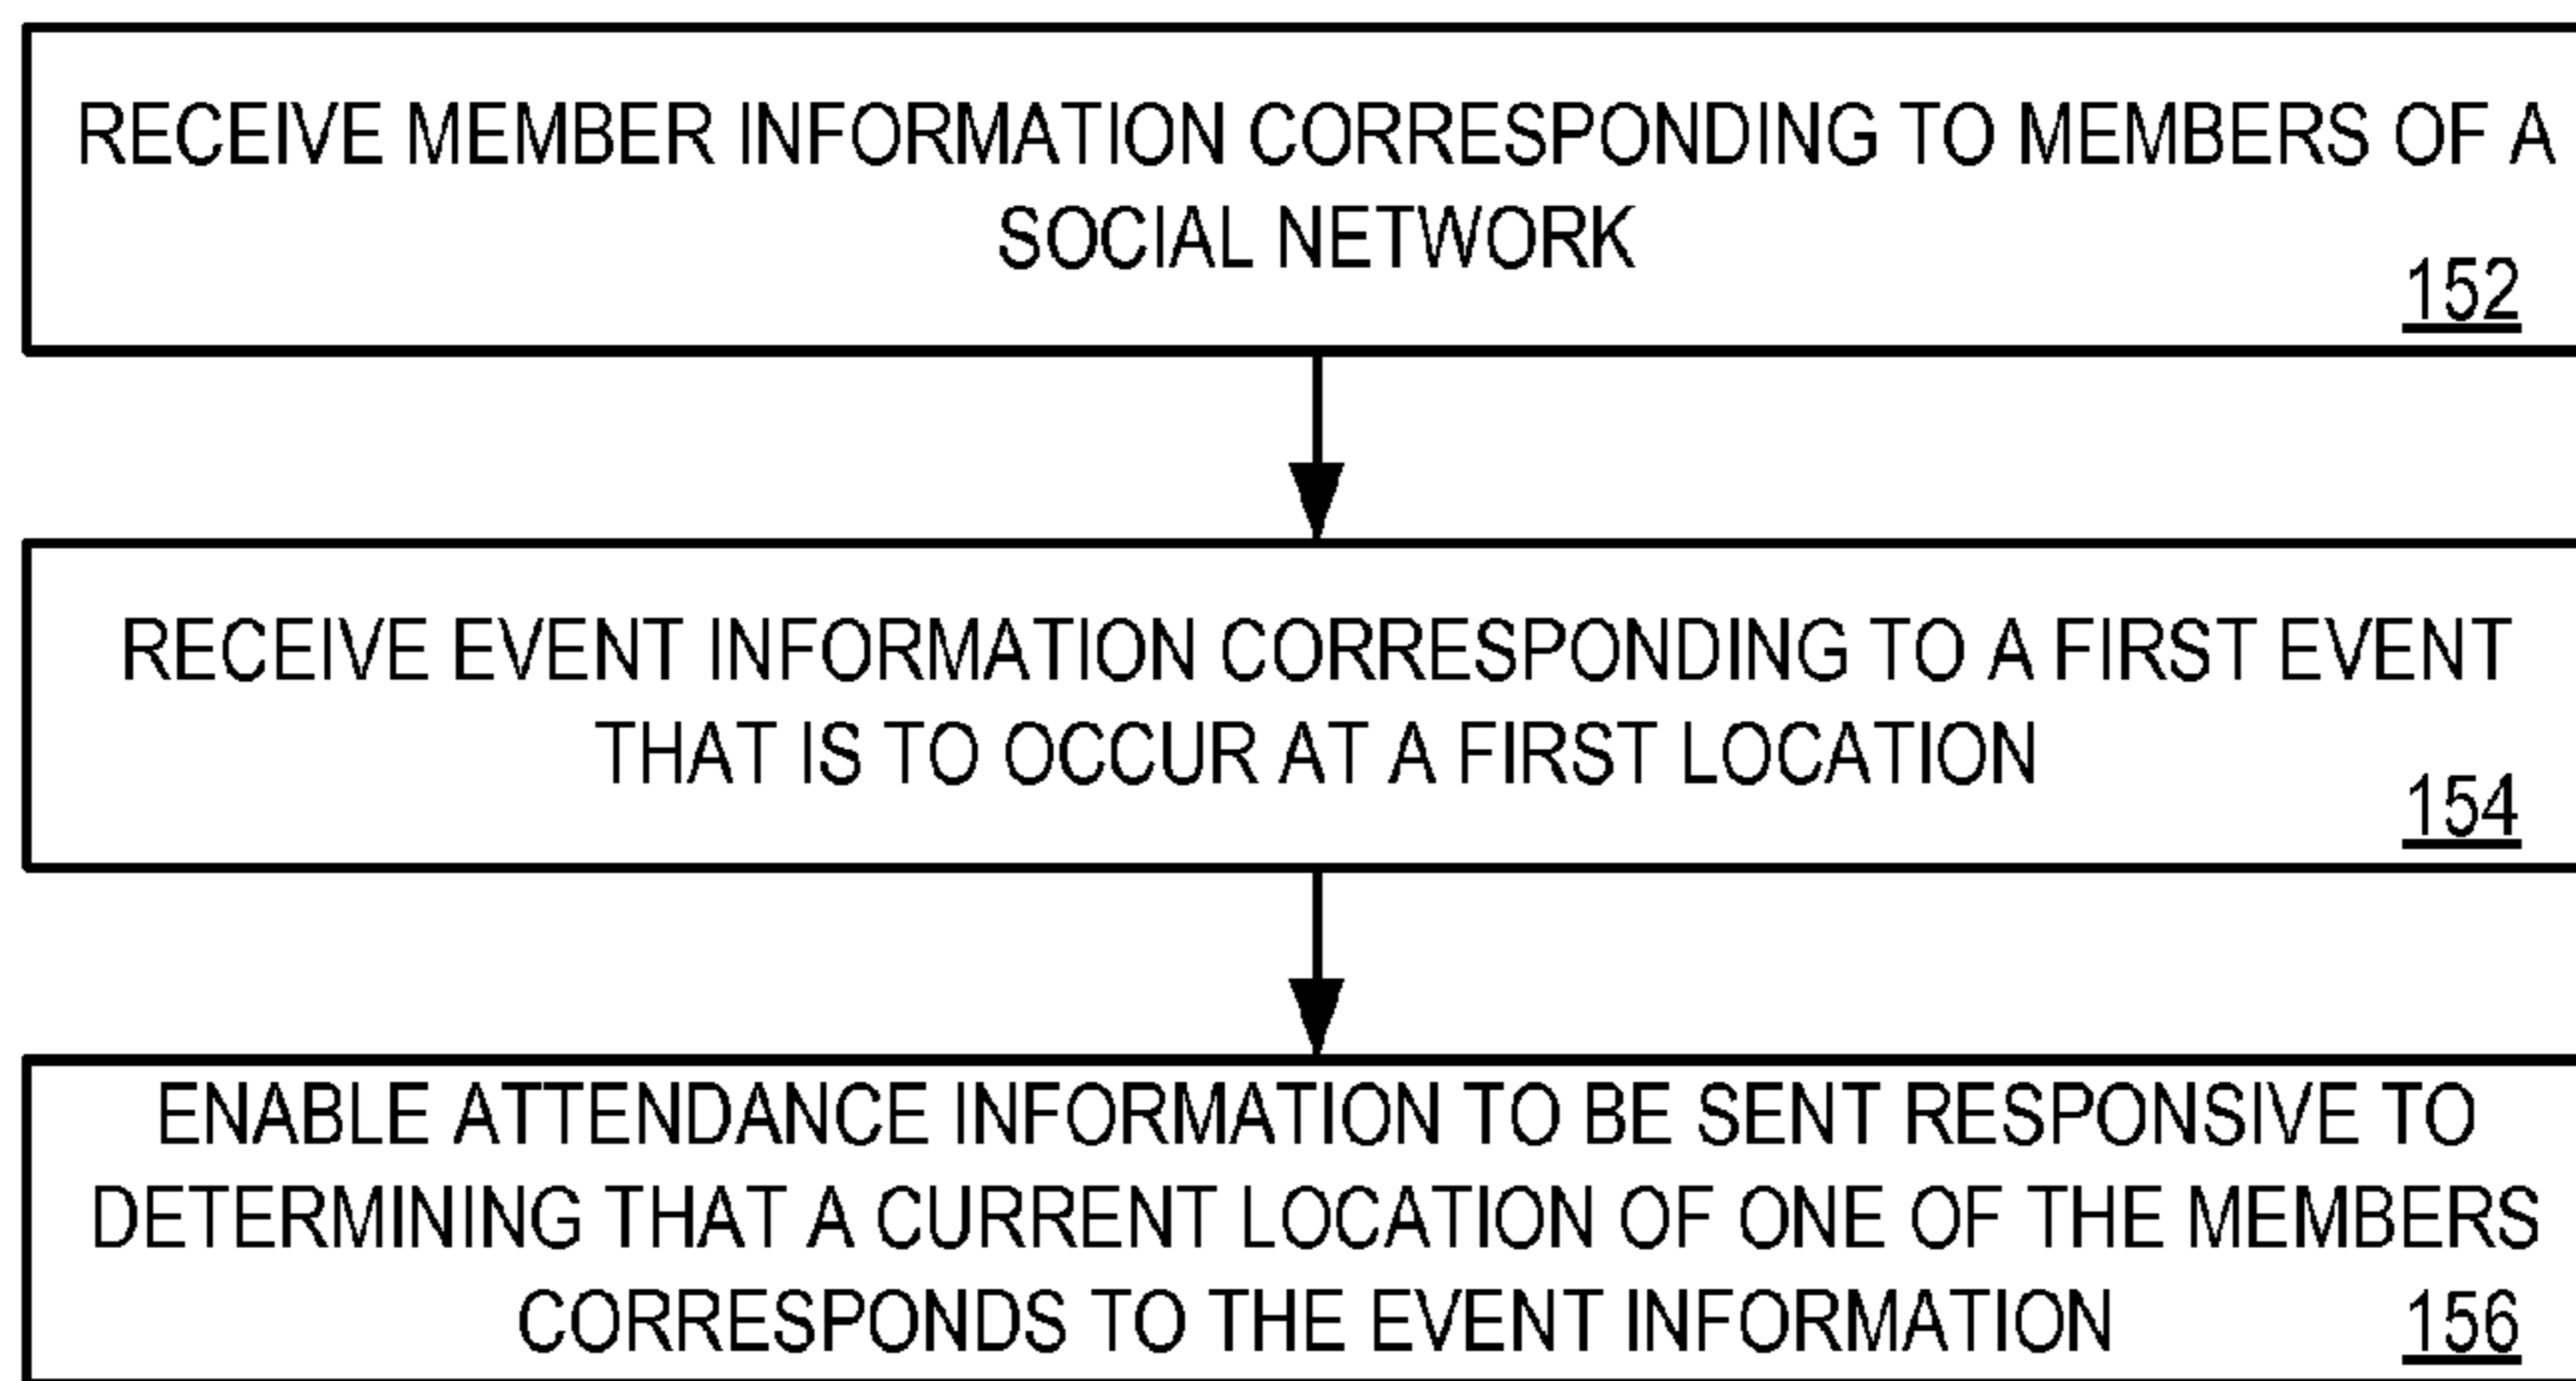 RECEIVE MEMBER INFORMATION CORRESPONDING TO MEMBERS OF A
SOCIAL NETWORK
152
RECEIVE EVENT INFORMATION CORRESPONDING TO A FIRST EVENT
THAT IS TO OCCUR AT A FIRST LOCATION
154
ENABLE ATTENDANCE INFORMATION TO BE SENT RESPONSIVE TO
DETERMINING THAT A CURRENT LOCATION OF ONE OF THE MEMBERS
CORRESPONDS TO THE EVENT INFORMATION 156